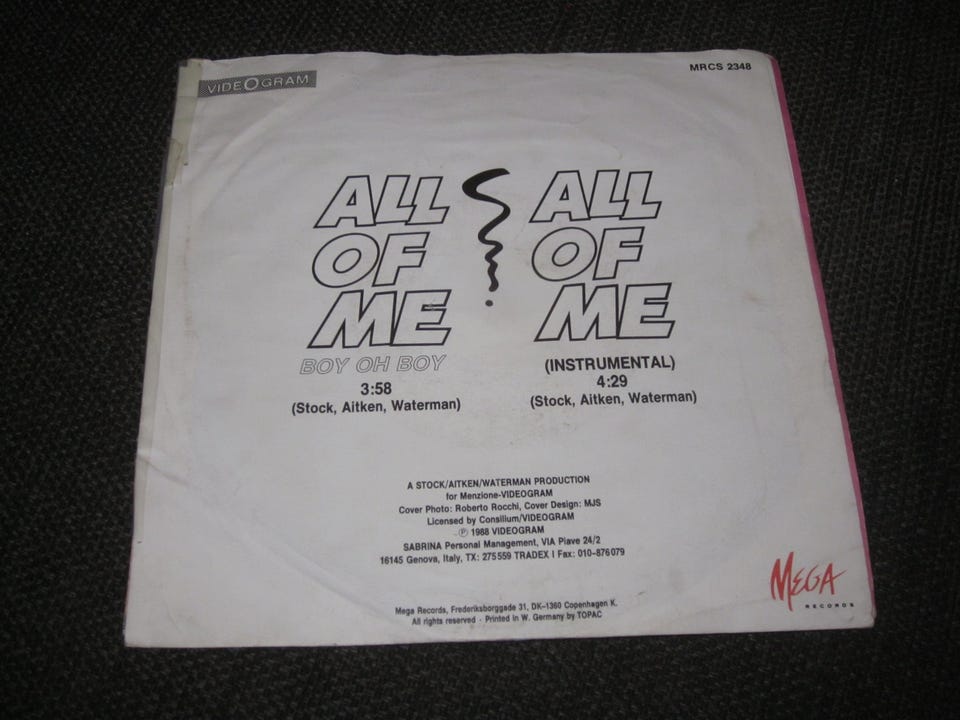 VIDEOGRAM
MRCS 2348
ALL
OF
ME
BOY OH BOY
3:58
(Stock, Aitken, Waterman)
ALL
OF
ME
(INSTRUMENTAL)
4:29
(Stock, Aitken, Waterman)
A STOCK/AITKEN/WATERMAN PRODUCTION
for Menzione-VIDEOGRAM
Cover Photo: Roberto Rocchi, Cover Design: MJS
Licensed by Consilium/VIDEOGRAM
Ⓟ 1988 VIDEOGRAM
SABRINA Personal Management, VIA Piave 24/2
16145 Genova, Italy, TX: 275559 TRADEX I Fax: 010-876079
MEGA
RECORDS
Mega Records, Frederiksborggade 31, DK-1360 Copenhagen K.
All rights reserved - Printed in W. Germany by TOPAC